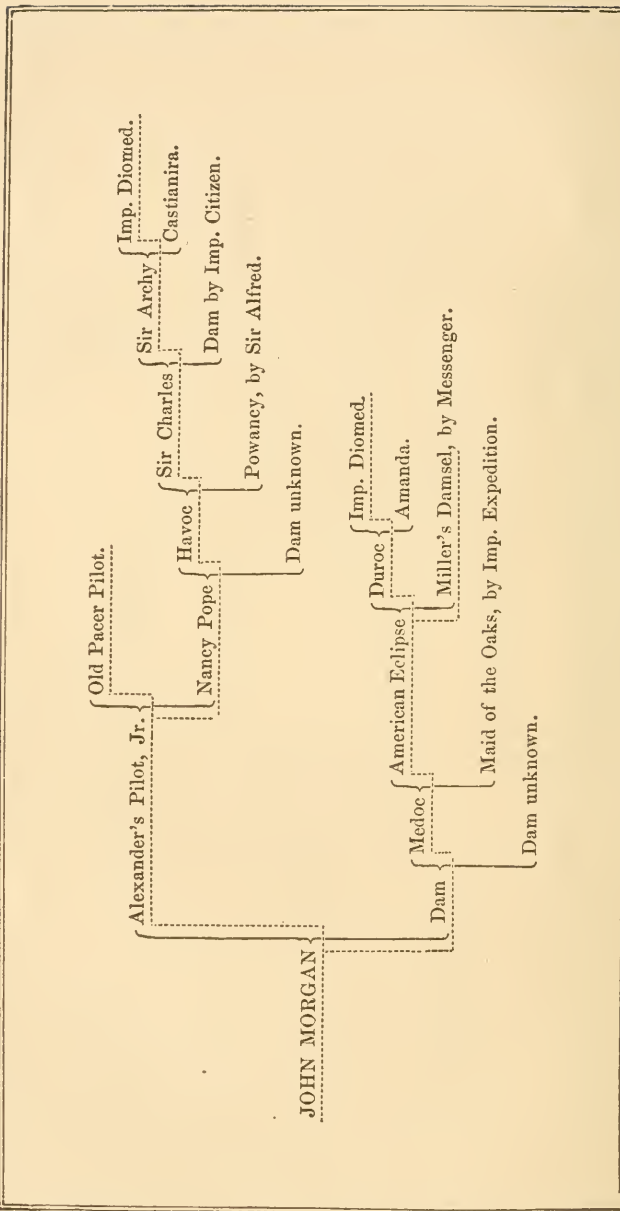 JOHN MORGAN
Alexander's Pilot, Jr.
Old Pacer Pilot.
Nancy Pope
Havoc
Sir Charles
Sir Archy
Imp. Diomed.
Castianira.
Dam by Imp. Citizen.
Powancy, by Sir Alfred.
Dam unknown.
Dam
Medoc
American Eclipse
Duroc
Imp. Diomed.
Amanda.
Miller's Damsel, by Messenger.
Maid of the Oaks, by Imp. Expedition.
Dam unknown.